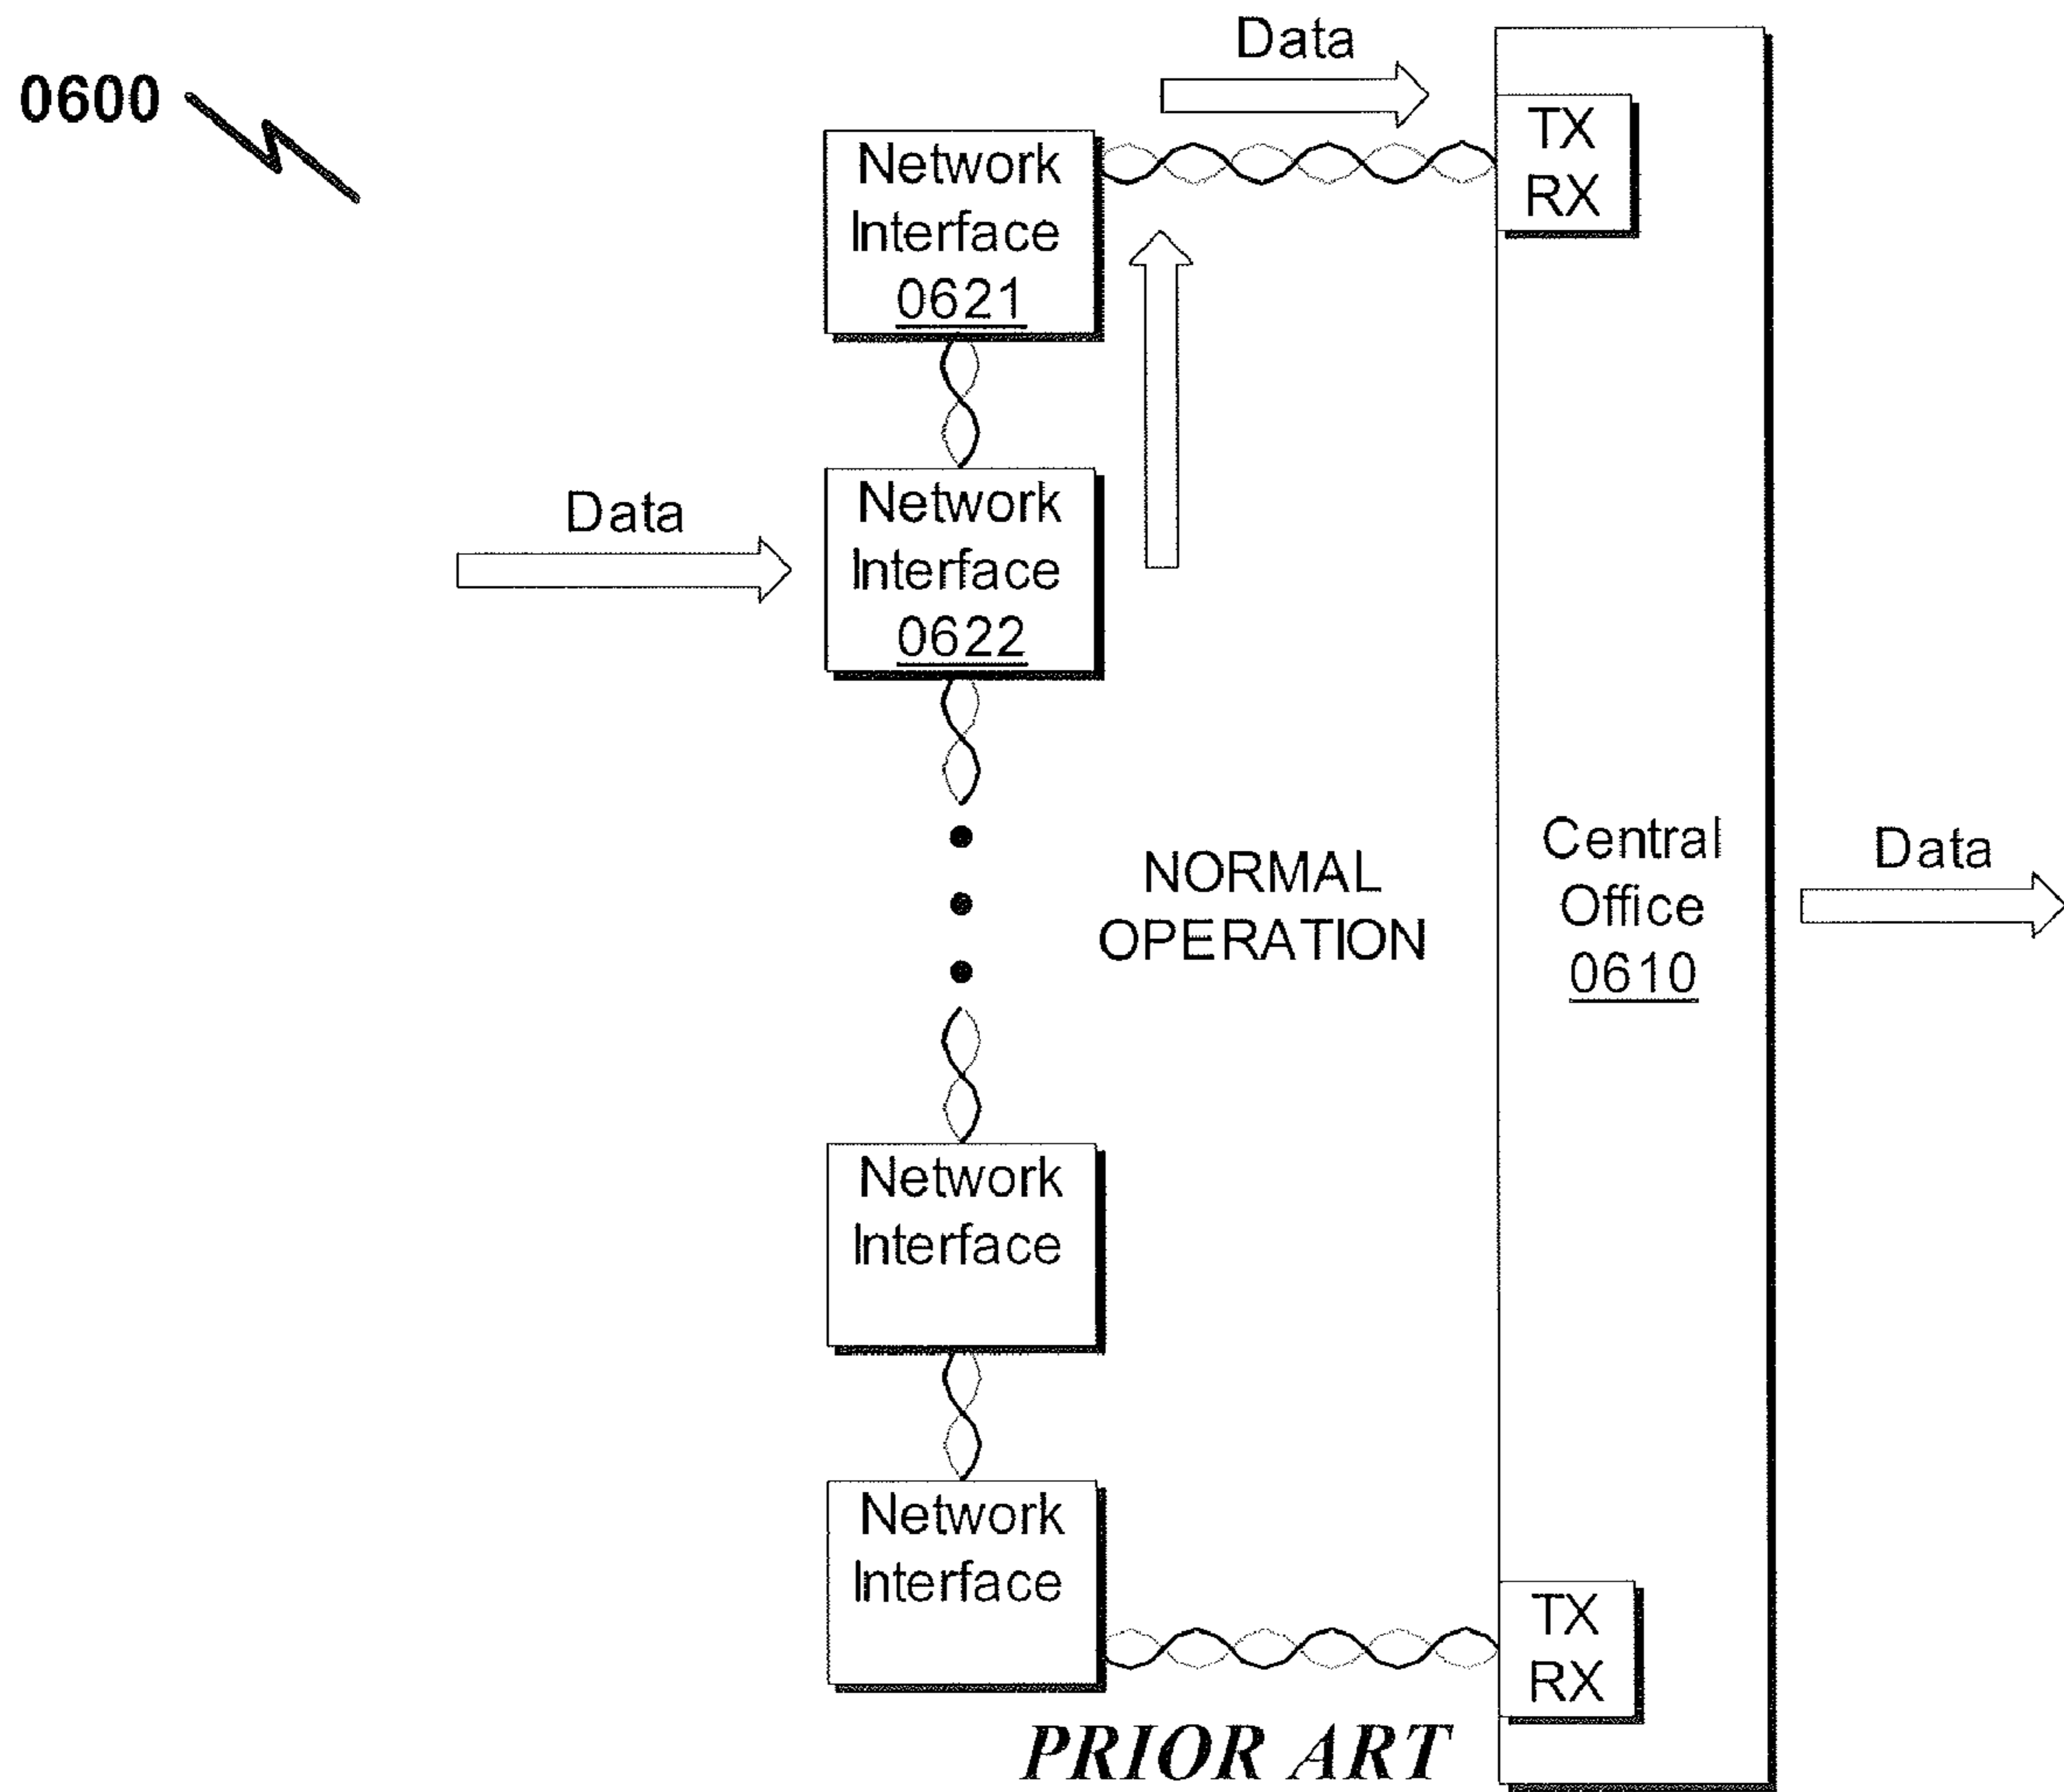 0600
Data
Network
Interface
0621
TX
RX
Data
Network
Interface
0622
NORMAL
OPERATION
Central
Office
0610
Data
Network
Interface
Network
Interface
TX
RX
PRIOR ART